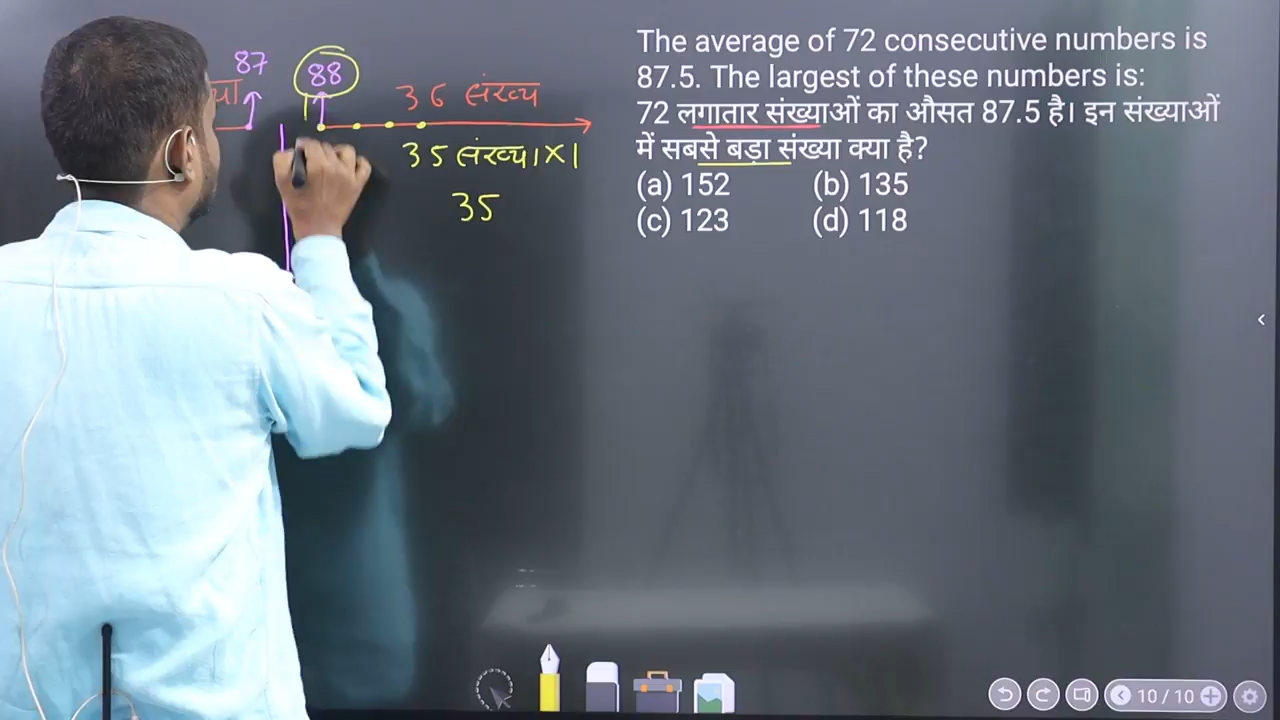 The average of 72 consecutive numbers is
87.5. The largest of these numbers is:
72 लगातार संख्याओं का औसत 87.5 है। इन संख्याओं
में सबसे बड़ा संख्या क्या है?
(a) 152 (b) 135
(c) 123 (d) 118
87 88
36 संख्य
35 संख्या × 1
35
10 / 10